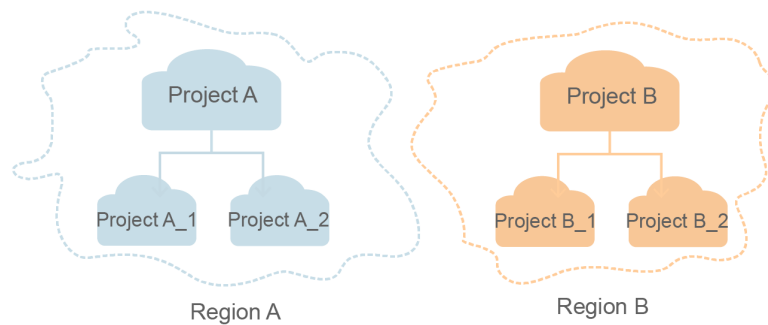 Project A
Project B
Project A_1
Project A_2
Project B_1
Project B_2
Region A
Region B